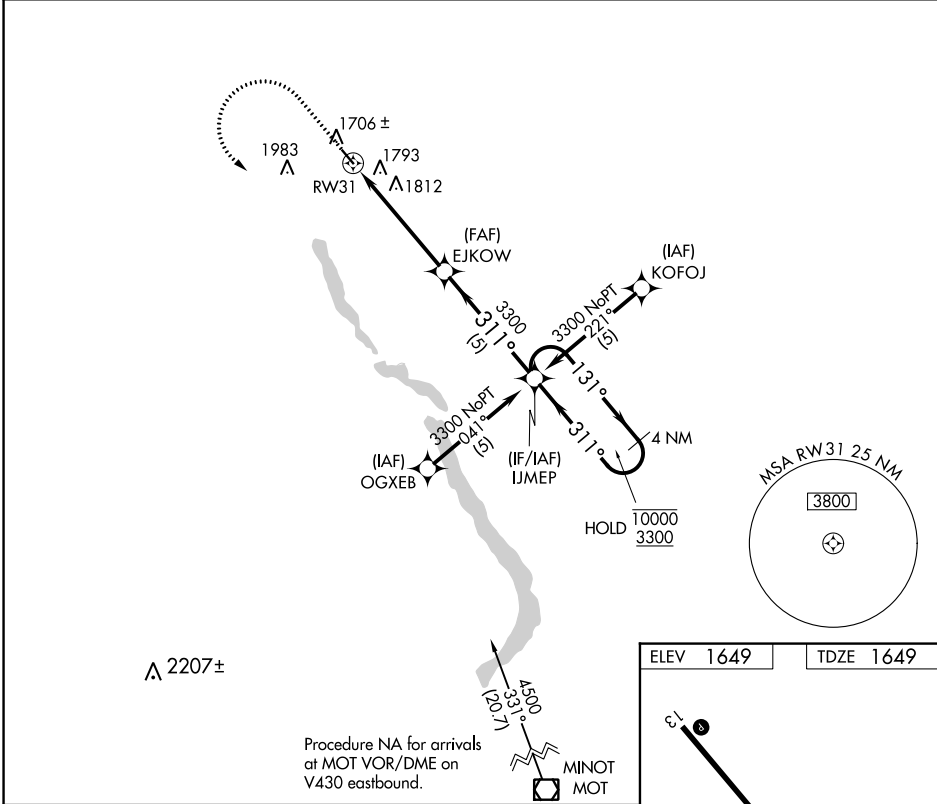 1706 ±
1983
1793
1812
RW31
(FAF)
EJKOW
(IAF)
KOFOJ
3300
311°
(5)
3300 NoPT
221°
(5)
131°
4 NM
311°
3300 NoPT
041°
(5)
(IAF)
OGXEB
(IF/IAF)
IJMEP
HOLD
10000
3300
MSA RW31 25 NM
3800
2207 ±
4500
331°
(20.7)
Procedure NA for arrivals
at MOT VOR/DME on
V430 eastbound.
MINOT
MOT
ELEV 1649
TDZE 1649
13
P